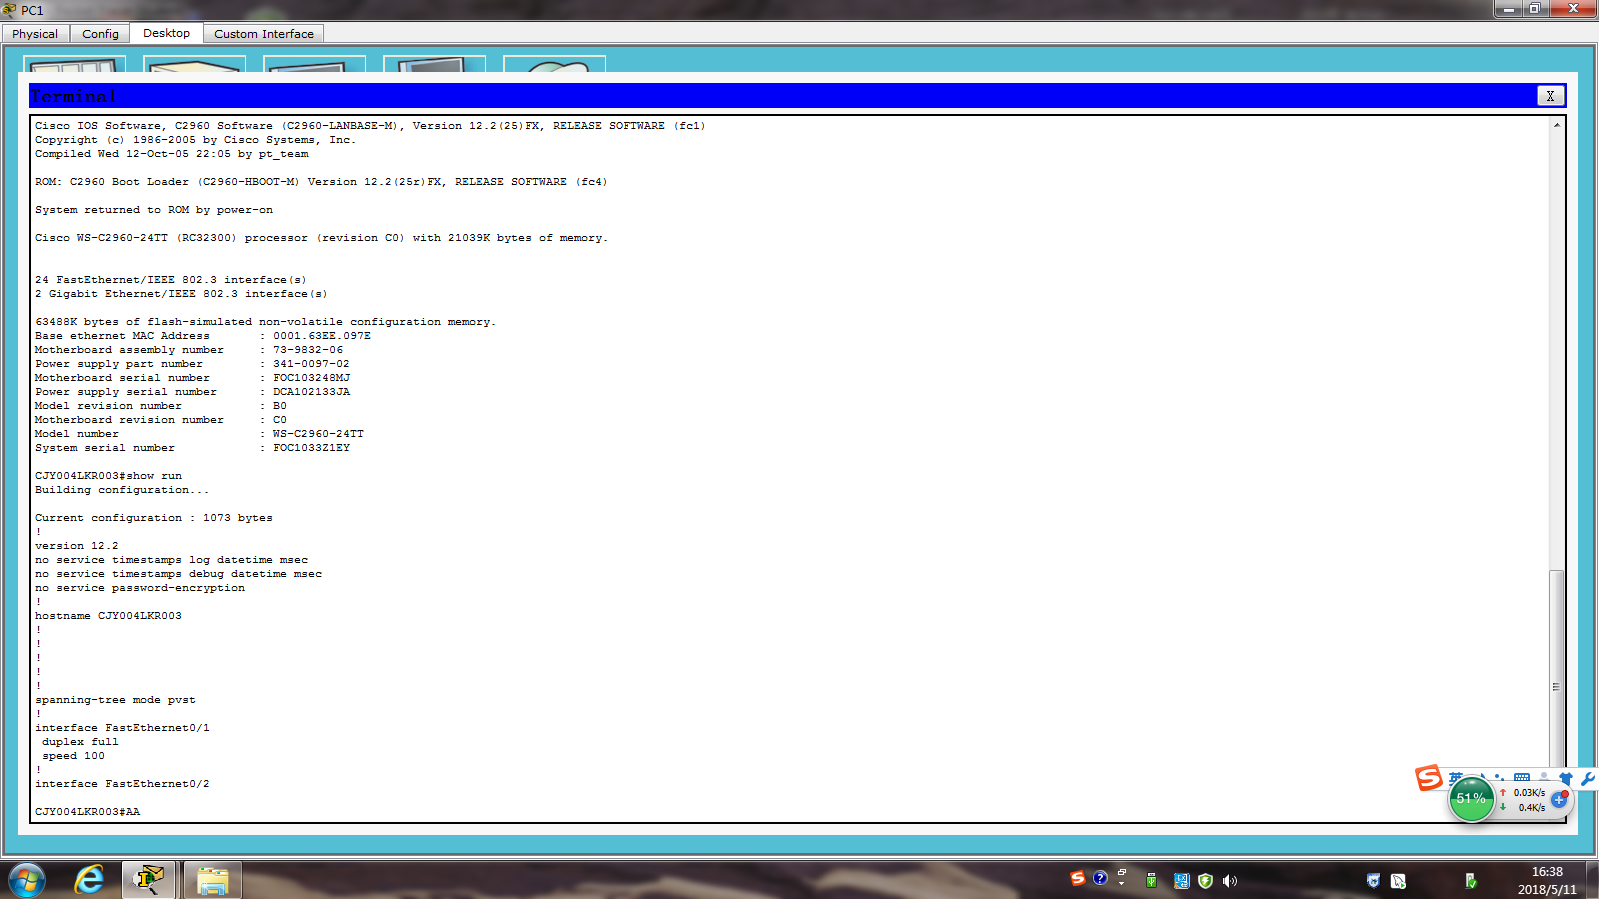 PC1
Physical Config Desktop Custom Interface
Terminal
X
Cisco IOS Software, C2960 Software (C2960-LANBASE-M), Version 12.2(25)FX, RELEASE SOFTWARE (fc1)
Copyright (c) 1986-2005 by Cisco Systems, Inc.
Compiled Wed 12-Oct-05 22:05 by pt_team
ROM: C2960 Boot Loader (C2960-HBOOT-M) Version 12.2(25r)FX, RELEASE SOFTWARE (fc4)
System returned to ROM by power-on
Cisco WS-C2960-24TT (RC32300) processor (revision C0) with 21039K bytes of memory.
24 FastEthernet/IEEE 802.3 interface(s)
2 Gigabit Ethernet/IEEE 802.3 interface(s)
63488K bytes of flash-simulated non-volatile configuration memory.
Base ethernet MAC Address       : 0001.63EE.097E
Motherboard assembly number     : 73-9832-06
Power supply part number        : 341-0097-02
Motherboard serial number       : FOC103248MJ
Power supply serial number      : DCA102133JA
Model revision number           : B0
Motherboard revision number     : C0
Model number                    : WS-C2960-24TT
System serial number            : FOC1033Z1EY
CJY004LKR003#show run
Building configuration...
Current configuration : 1073 bytes
!
version 12.2
no service timestamps log datetime msec
no service timestamps debug datetime msec
no service password-encryption
!
hostname CJY004LKR003
!
!
!
!
!
spanning-tree mode pvst
!
interface FastEthernet0/1
 duplex full
 speed 100
!
interface FastEthernet0/2
CJY004LKR003#AA
英
51%
0.03K/s
0.4K/s
16:38
2018/5/11